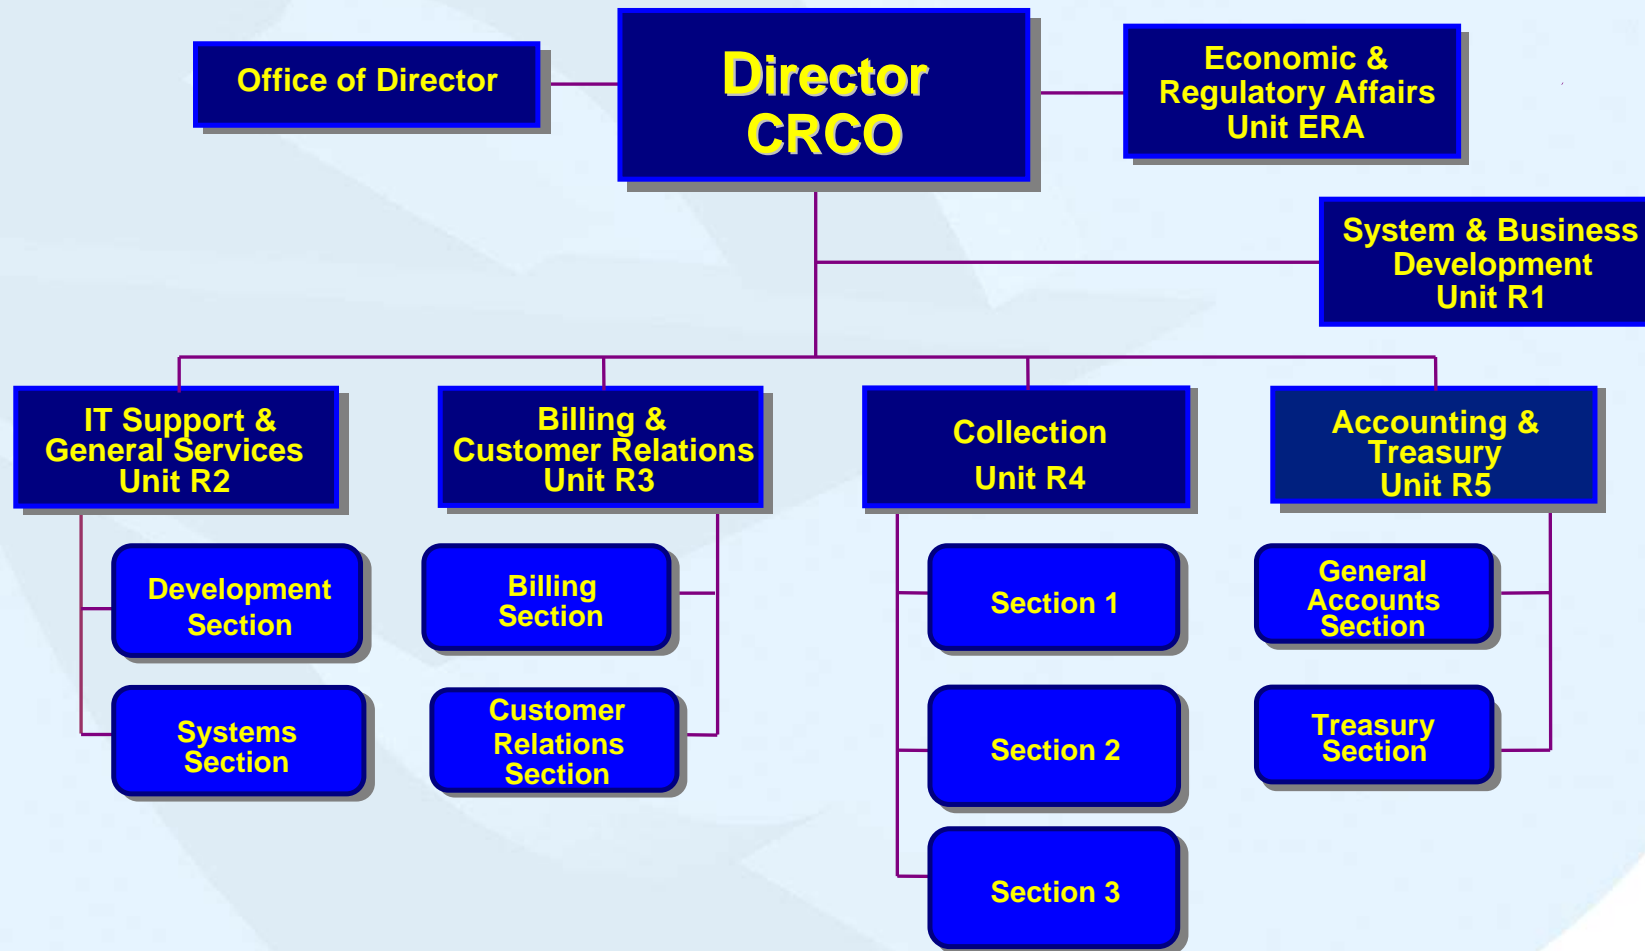 Office of Director
Director
CRCO
Economic &
Regulatory Affairs
Unit ERA
System & Business
Development
Unit R1
IT Support &
General Services
Unit R2
Billing &
Customer Relations
Unit R3
Collection
Unit R4
Accounting &
Treasury
Unit R5
Development
Section
Systems
Section
Billing
Section
Customer
Relations
Section
Section 1
Section 2
Section 3
General
Accounts
Section
Treasury
Section